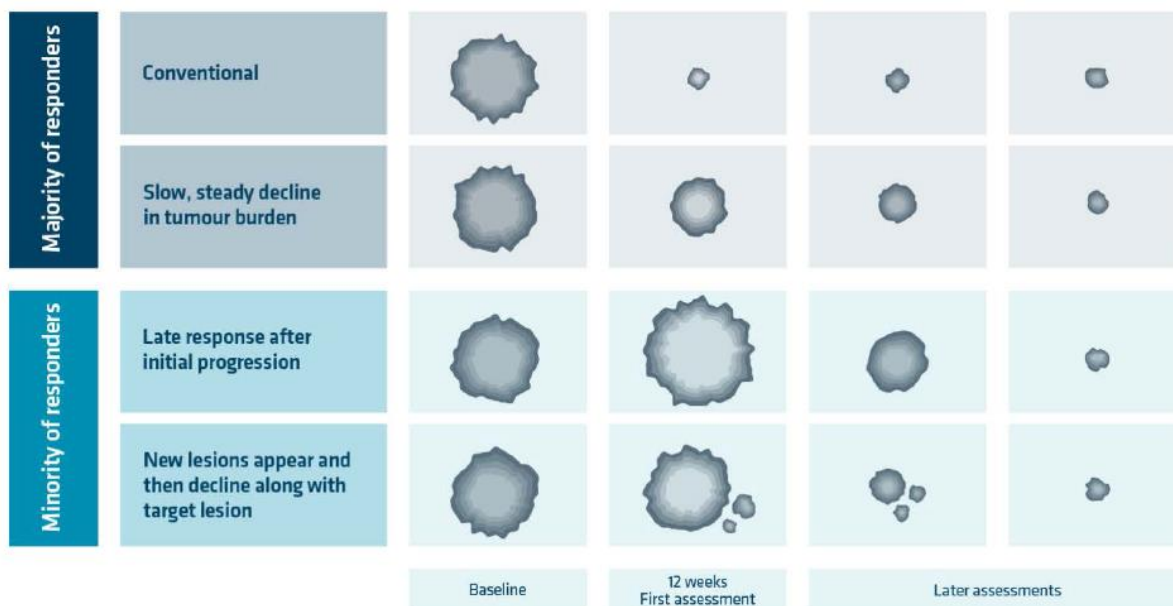 Majority of responders
Conventional
Slow, steady decline
in tumour burden
Minority of responders
Late response after
initial progression
New lesions appear and
then decline along with
target lesion
Baseline
12 weeks
First assessment
Later assessments